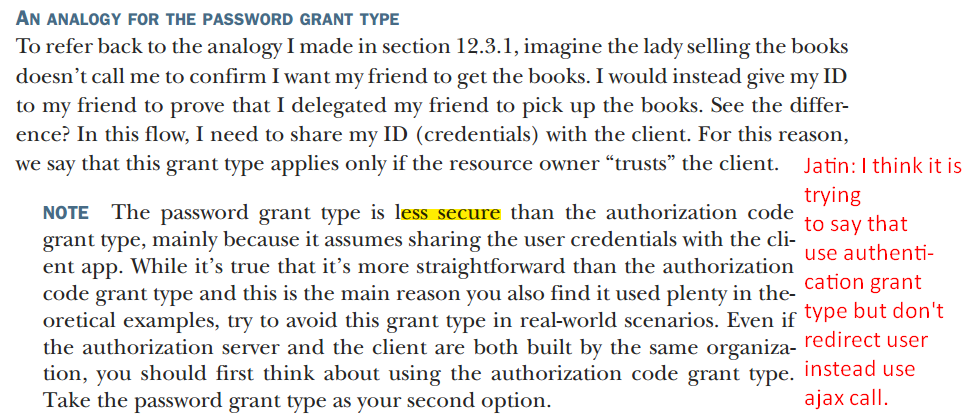 AN ANALOGY FOR THE PASSWORD GRANT TYPE
To refer back to the analogy I made in section 12.3.1, imagine the lady selling the books
doesn’t call me to confirm I want my friend to get the books. I would instead give my ID
to my friend to prove that I delegated my friend to pick up the books. See the differ-
ence? In this flow, I need to share my ID (credentials) with the client. For this reason,
we say that this grant type applies only if the resource owner “trusts” the client.
NOTE The password grant type is less secure than the authorization code
grant type, mainly because it assumes sharing the user credentials with the cli-
ent app. While it’s true that it’s more straightforward than the authorization
code grant type and this is the main reason you also find it used plenty in the-
oretical examples, try to avoid this grant type in real-world scenarios. Even if
the authorization server and the client are both built by the same organiza-
tion, you should first think about using the authorization code grant type.
Take the password grant type as your second option.
Jatin: I think it is
trying
to say that
use authenti-
cation grant
type but don't
redirect user
instead use
ajax call.